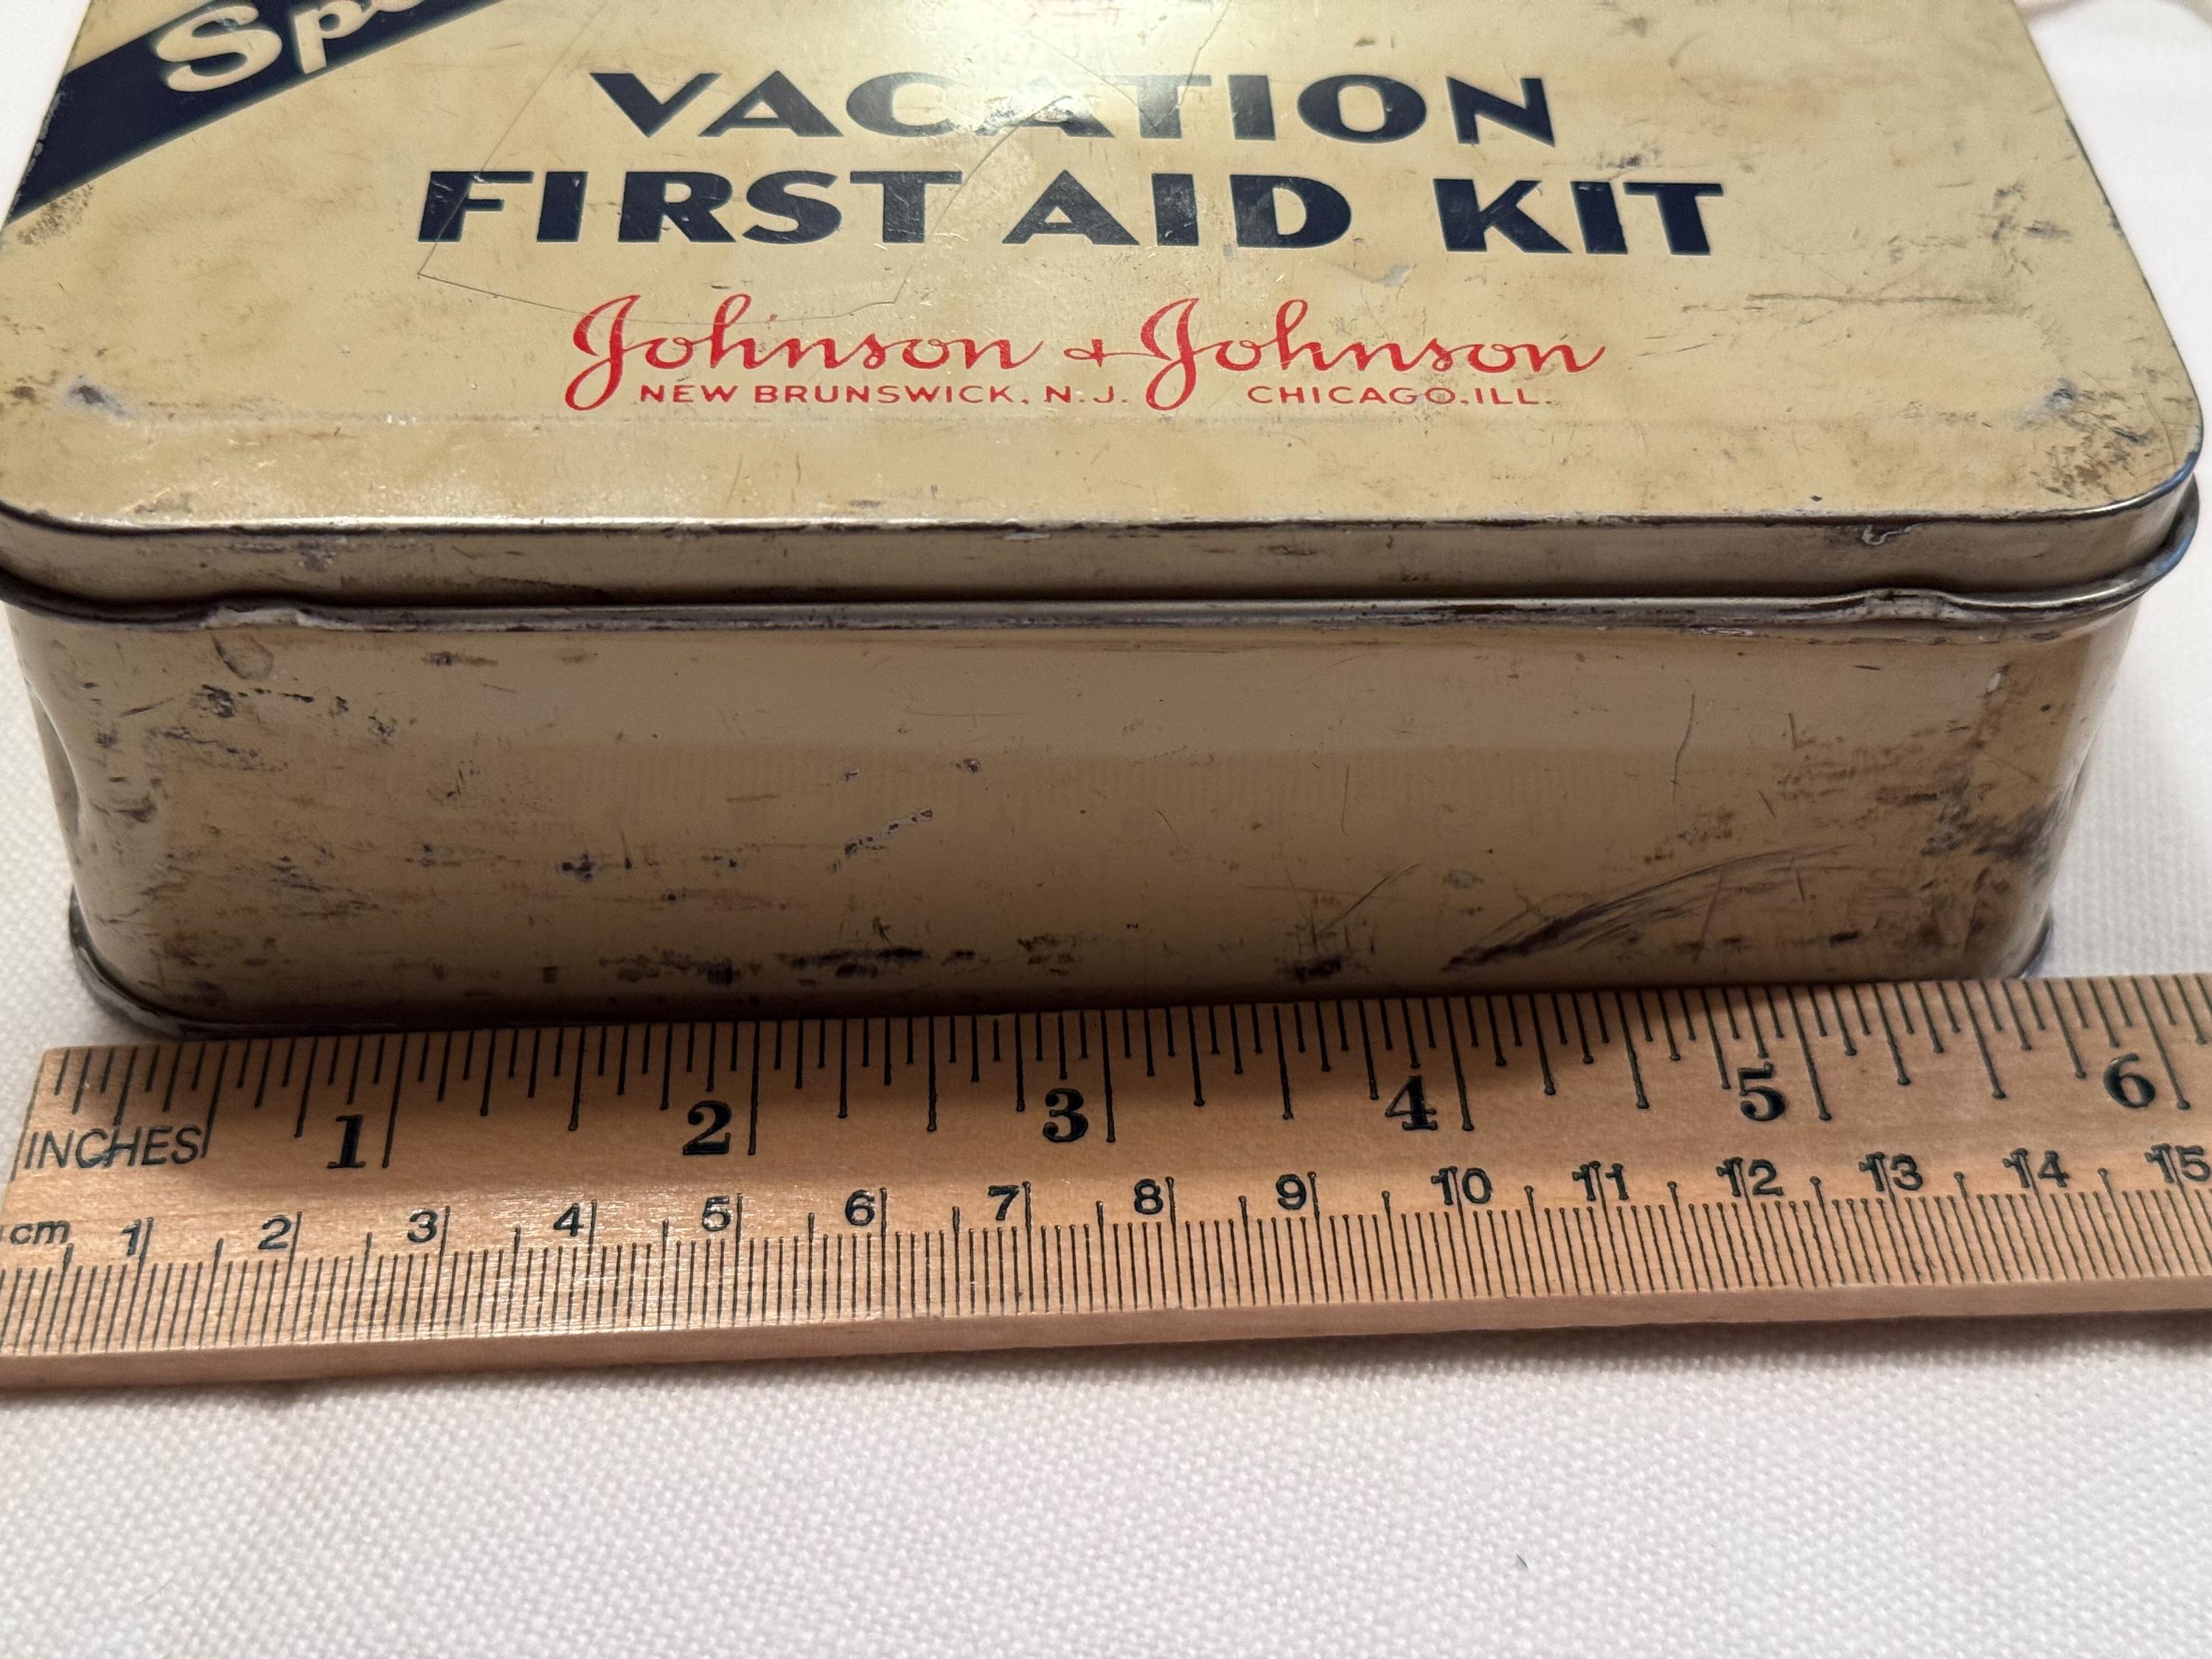 VACATION
FIRST AID KIT
Johnson & Johnson
NEW BRUNSWICK, N.J. CHICAGO, ILL.
INCHES 1 2 3 4 5 6
cm 1 2 3 4 5 6 7 8 9 10 11 12 13 14 15